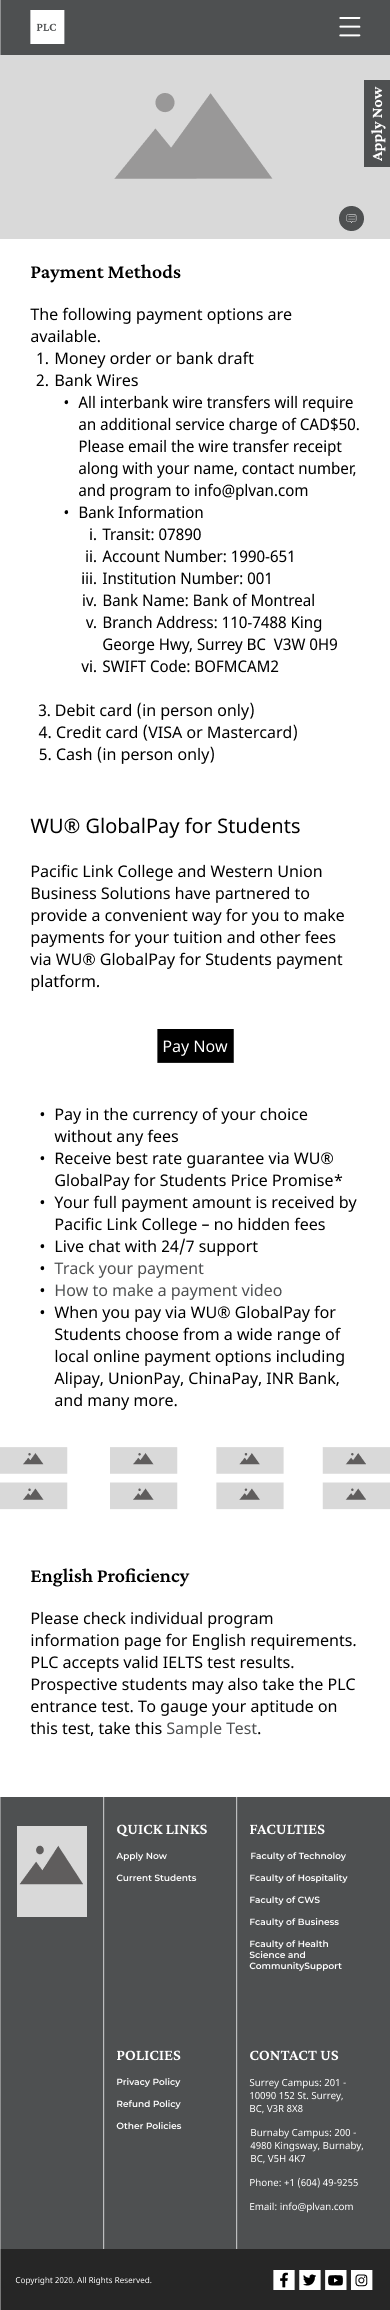 PLC
Apply Now
Payment Methods
The following payment options are
available.
1. Money order or bank draft
2. Bank Wires
• All interbank wire transfers will require
an additional service charge of CAD$50.
Please email the wire transfer receipt
along with your name, contact number,
and program to info@plvan.com
• Bank Information
i. Transit: 07890
ii. Account Number: 1990-651
iii. Institution Number: 001
iv. Bank Name: Bank of Montreal
v. Branch Address: 110-7488 King
George Hwy, Surrey BC  V3W 0H9
vi. SWIFT Code: BOFMCAM2
3. Debit card (in person only)
4. Credit card (VISA or Mastercard)
5. Cash (in person only)
WU® GlobalPay for Students
Pacific Link College and Western Union
Business Solutions have partnered to
provide a convenient way for you to make
payments for your tuition and other fees
via WU® GlobalPay for Students payment
platform.
Pay Now
• Pay in the currency of your choice
without any fees
• Receive best rate guarantee via WU®
GlobalPay for Students Price Promise*
• Your full payment amount is received by
Pacific Link College – no hidden fees
• Live chat with 24/7 support
• Track your payment
• How to make a payment video
• When you pay via WU® GlobalPay for
Students choose from a wide range of
local online payment options including
Alipay, UnionPay, ChinaPay, INR Bank,
and many more.
English Proficiency
Please check individual program
information page for English requirements.
PLC accepts valid IELTS test results.
Prospective students may also take the PLC
entrance test. To gauge your aptitude on
this test, take this Sample Test.
QUICK LINKS
Apply Now
Current Students
FACULTIES
Faculty of Technoloy
Fcaulty of Hospitality
Faculty of CWS
Fcaulty of Business
Fcaulty of Health
Science and
CommunitySupport
POLICIES
Privacy Policy
Refund Policy
Other Policies
CONTACT US
Surrey Campus: 201 -
10090 152 St. Surrey,
BC, V3R 8X8
Burnaby Campus: 200 -
4980 Kingsway, Burnaby,
BC, V5H 4K7
Phone: +1 (604) 49-9255
Email: info@plvan.com
Copyright 2020. All Rights Reserved.